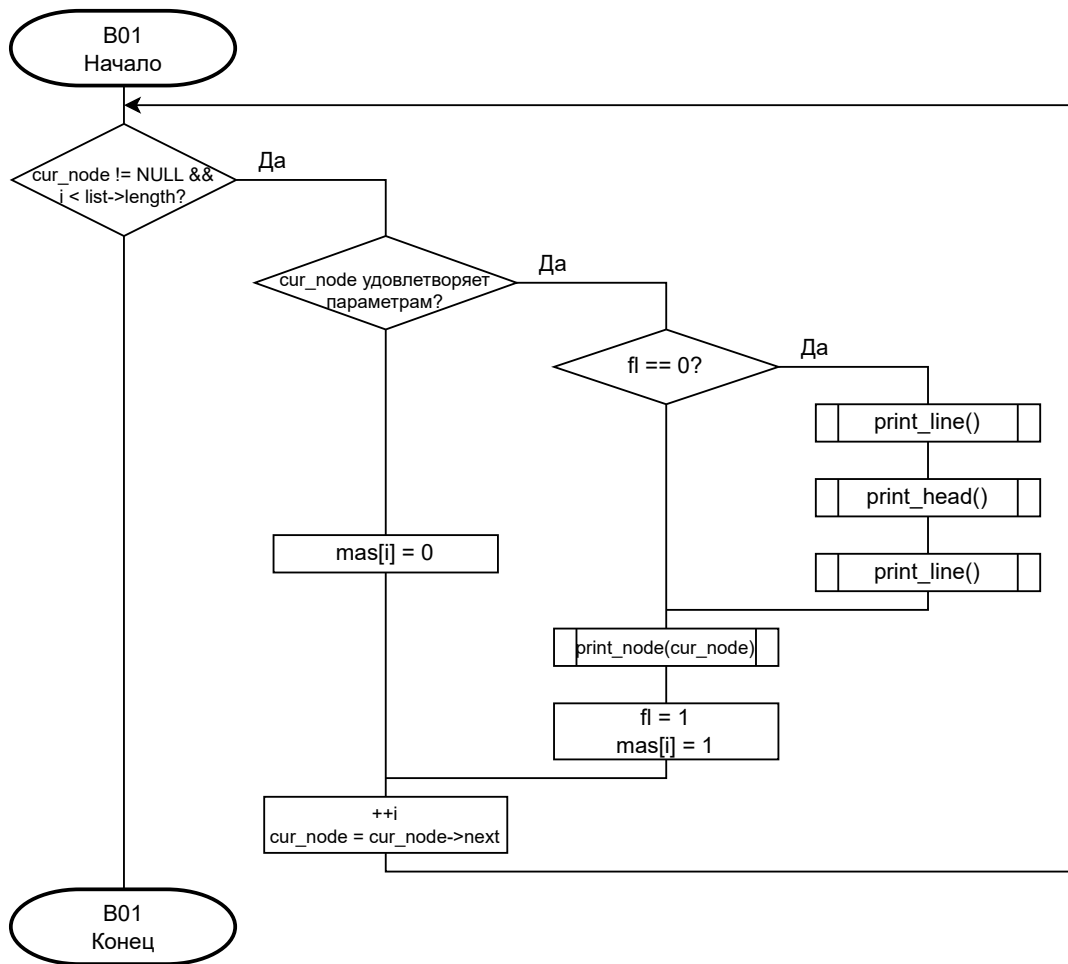 B01
Начало
cur_node != NULL &&
i < list->length?
Да
cur_node удовлетворяет
параметрам?
Да
fl == 0?
Да
print_line()
print_head()
print_line()
mas[i] = 0
print_node(cur_node)
fl = 1
mas[i] = 1
++i
cur_node = cur_node->next
B01
Конец